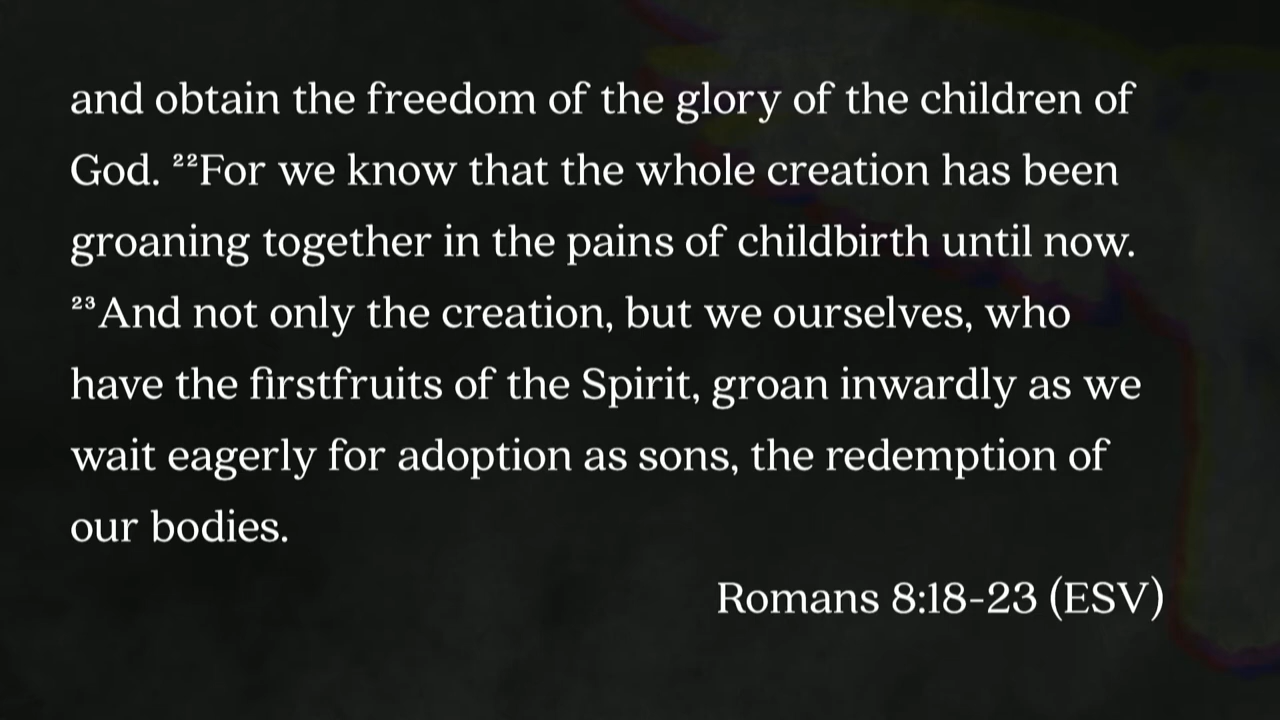 and obtain the freedom of the glory of the children of
God. ²²For we know that the whole creation has been
groaning together in the pains of childbirth until now.
²³And not only the creation, but we ourselves, who
have the firstfruits of the Spirit, groan inwardly as we
wait eagerly for adoption as sons, the redemption of
our bodies.
Romans 8:18-23 (ESV)